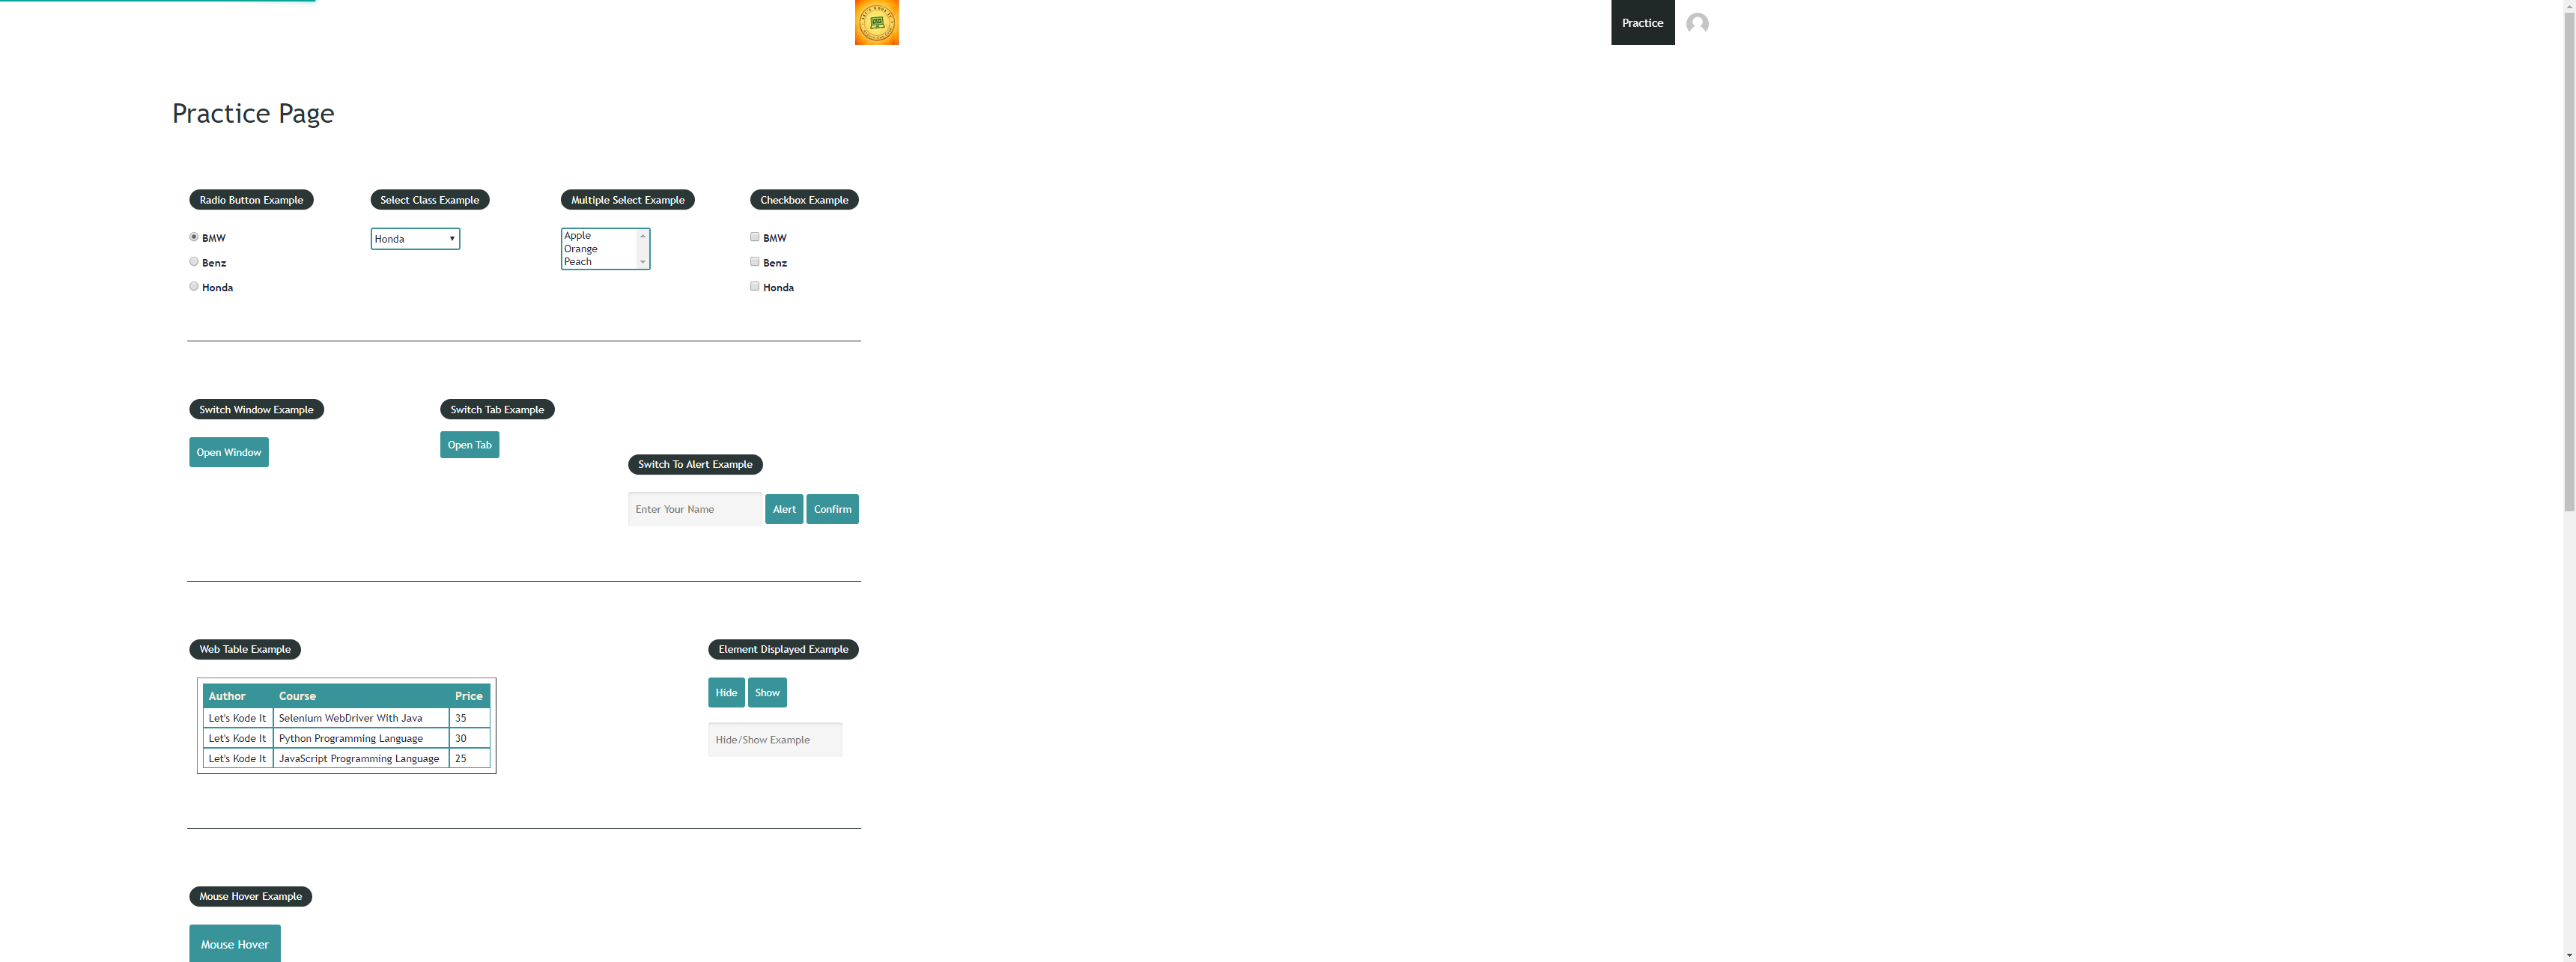 Practice
Practice Page
Radio Button Example
BMW
Benz
Honda
Select Class Example
Honda
Multiple Select Example
Apple
Orange
Peach
Checkbox Example
BMW
Benz
Honda
Switch Window Example
Open Window
Switch Tab Example
Open Tab
Switch To Alert Example
Enter Your Name Alert Confirm
Web Table Example
Author Course Price
Let's Kode It Selenium WebDriver With Java 35
Let's Kode It Python Programming Language 30
Let's Kode It JavaScript Programming Language 25
Element Displayed Example
Hide Show
Hide/Show Example
Mouse Hover Example
Mouse Hover